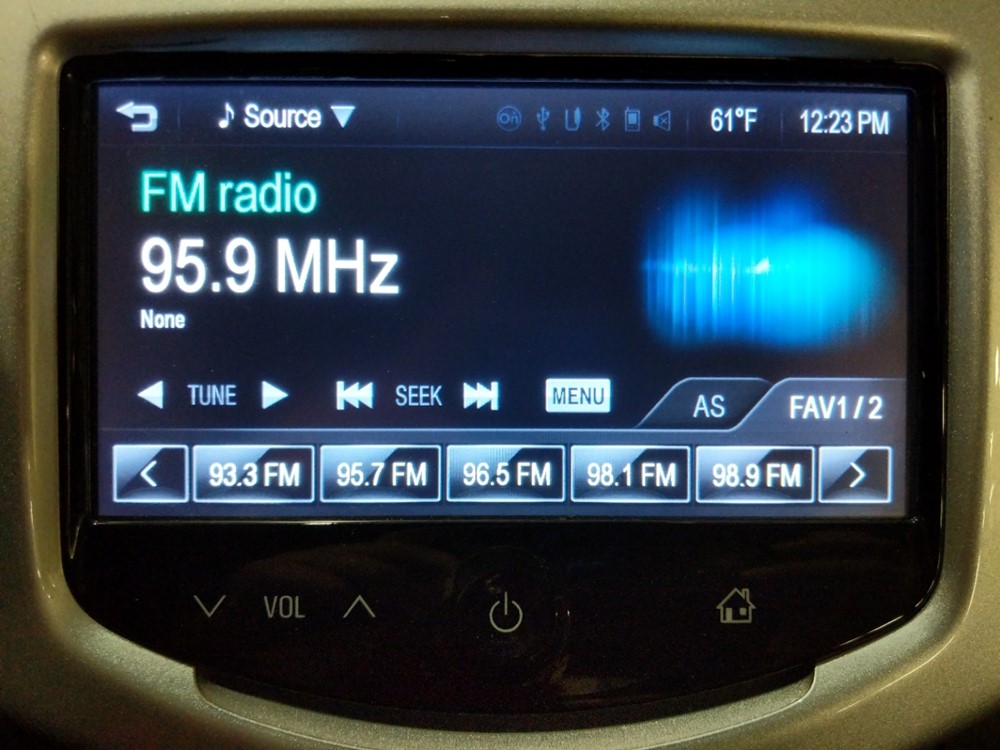 Source 61°F 12:23 PM
FM radio
95.9 MHz
None
TUNE SEEK MENU AS FAV1 / 2
< 93.3 FM 95.7 FM 96.5 FM 98.1 FM 98.9 FM >
VOL